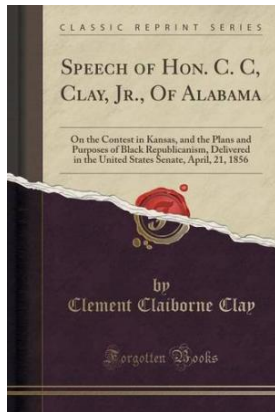 CLASSIC REPRINT SERIES
SPEECH OF HON. C. C,
CLAY, JR., OF ALABAMA
On the Contest in Kansas, and the Plans and
Purposes of Black Republicanism, Delivered
in the United States Senate, April, 21, 1856
by
Clement Claiborne Clay
Forgotten Books